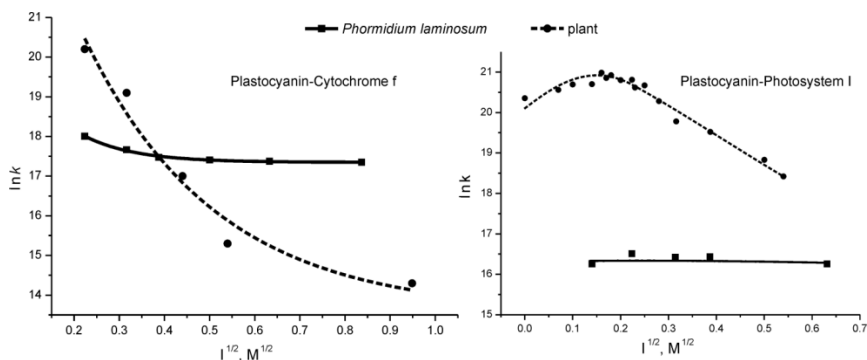 Phormidium laminosum
plant
Plastocyanin-Cytochrome f
ln k
21
20
19
18
17
16
15
14
0.2 0.3 0.4 0.5 0.6 0.7 0.8 0.9 1.0
I 1/2, M1/2
Plastocyanin-Photosystem I
ln k
22
21
20
19
18
17
16
15
0.0 0.1 0.2 0.3 0.4 0.5 0.6 0.7
I 1/2, M1/2